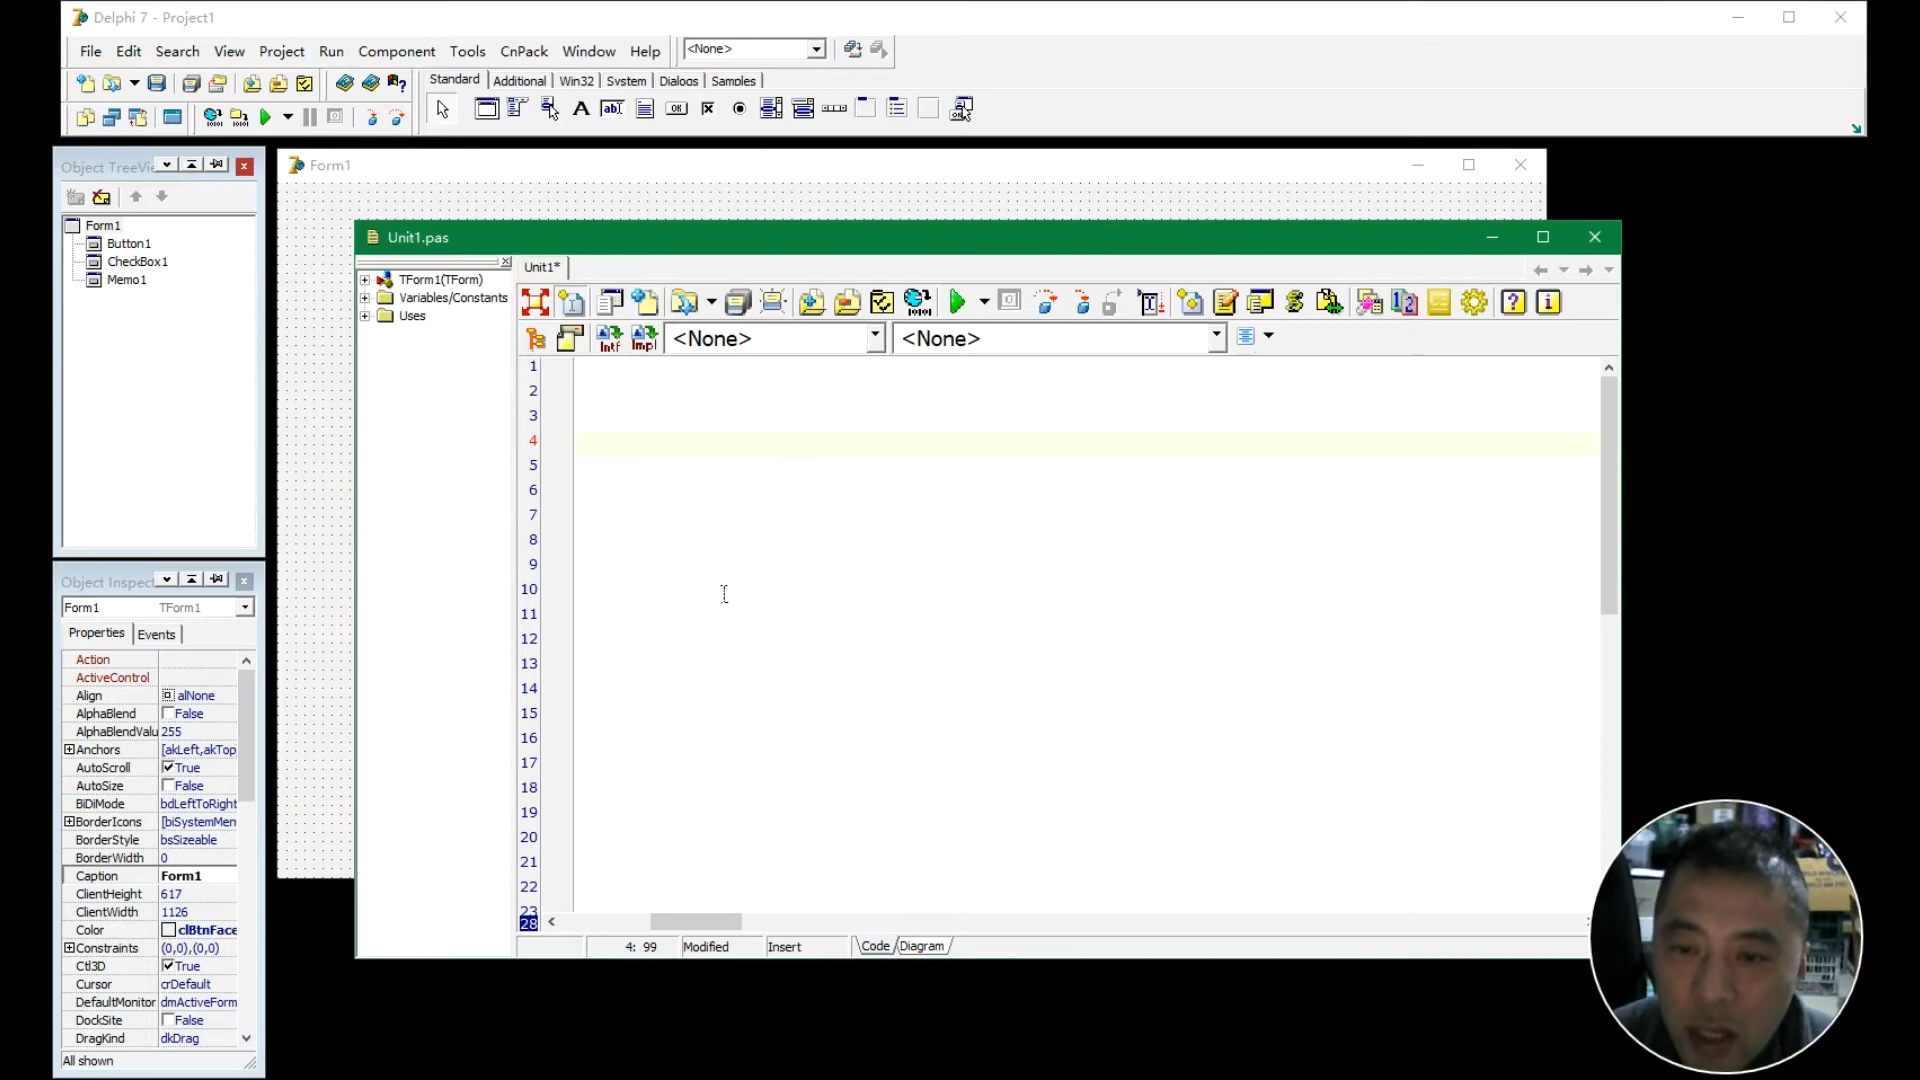 Delphi 7 - Project1
File Edit Search View Project Run Component Tools CnPack Window Help <None>
Standard Additional Win32 System Dialogs Samples
Object TreeVie
Form1
Button1
CheckBox1
Memo1
Form1
Unit1.pas
TForm1(TForm)
Variables/Constants
Uses
Unit1*
Intf Impl <None> <None>
1
2
3
4
5
6
7
8
9
10
11
12
13
14
15
16
17
18
19
20
21
22
23
28
4: 99 Modified Insert Code Diagram
Object Inspect
Form1 TForm1
Properties Events
Action
ActiveControl
Align alNone
AlphaBlend False
AlphaBlendValu 255
Anchors [akLeft,akTop
AutoScroll True
AutoSize False
BiDiMode bdLeftToRight
BorderIcons [biSystemMen
BorderStyle bsSizeable
BorderWidth 0
Caption Form1
ClientHeight 617
ClientWidth 1126
Color clBtnFace
Constraints (0,0),(0,0)
Ctl3D True
Cursor crDefault
DefaultMonitor dmActiveForm
DockSite False
DragKind dkDrag
All shown